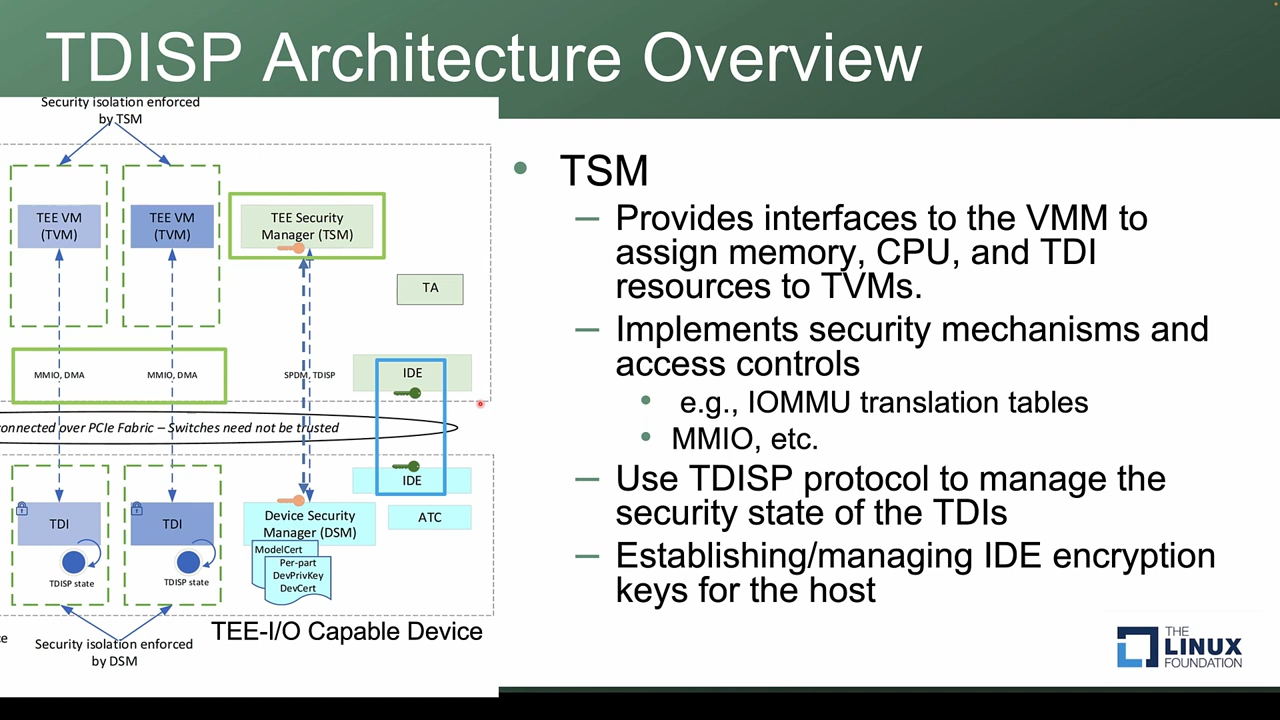 TDISP Architecture Overview
Security isolation enforced
by TSM
TEE VM
(TVM)
TEE VM
(TVM)
TEE Security
Manager (TSM)
TA
MMIO, DMA
MMIO, DMA
SPDM, TDISP
IDE
onnected over PCIe Fabric – Switches need not be trusted
IDE
TDI
TDI
Device Security
Manager (DSM)
ATC
ModelCert
Per-part
DevPrivKey
DevCert
TDISP state
TDISP state
ce
Security isolation enforced
by DSM
TEE-I/O Capable Device
• TSM
– Provides interfaces to the VMM to
assign memory, CPU, and TDI
resources to TVMs.
– Implements security mechanisms and
access controls
• e.g., IOMMU translation tables
• MMIO, etc.
– Use TDISP protocol to manage the
security state of the TDIs
– Establishing/managing IDE encryption
keys for the host
THE
LINUX
FOUNDATION